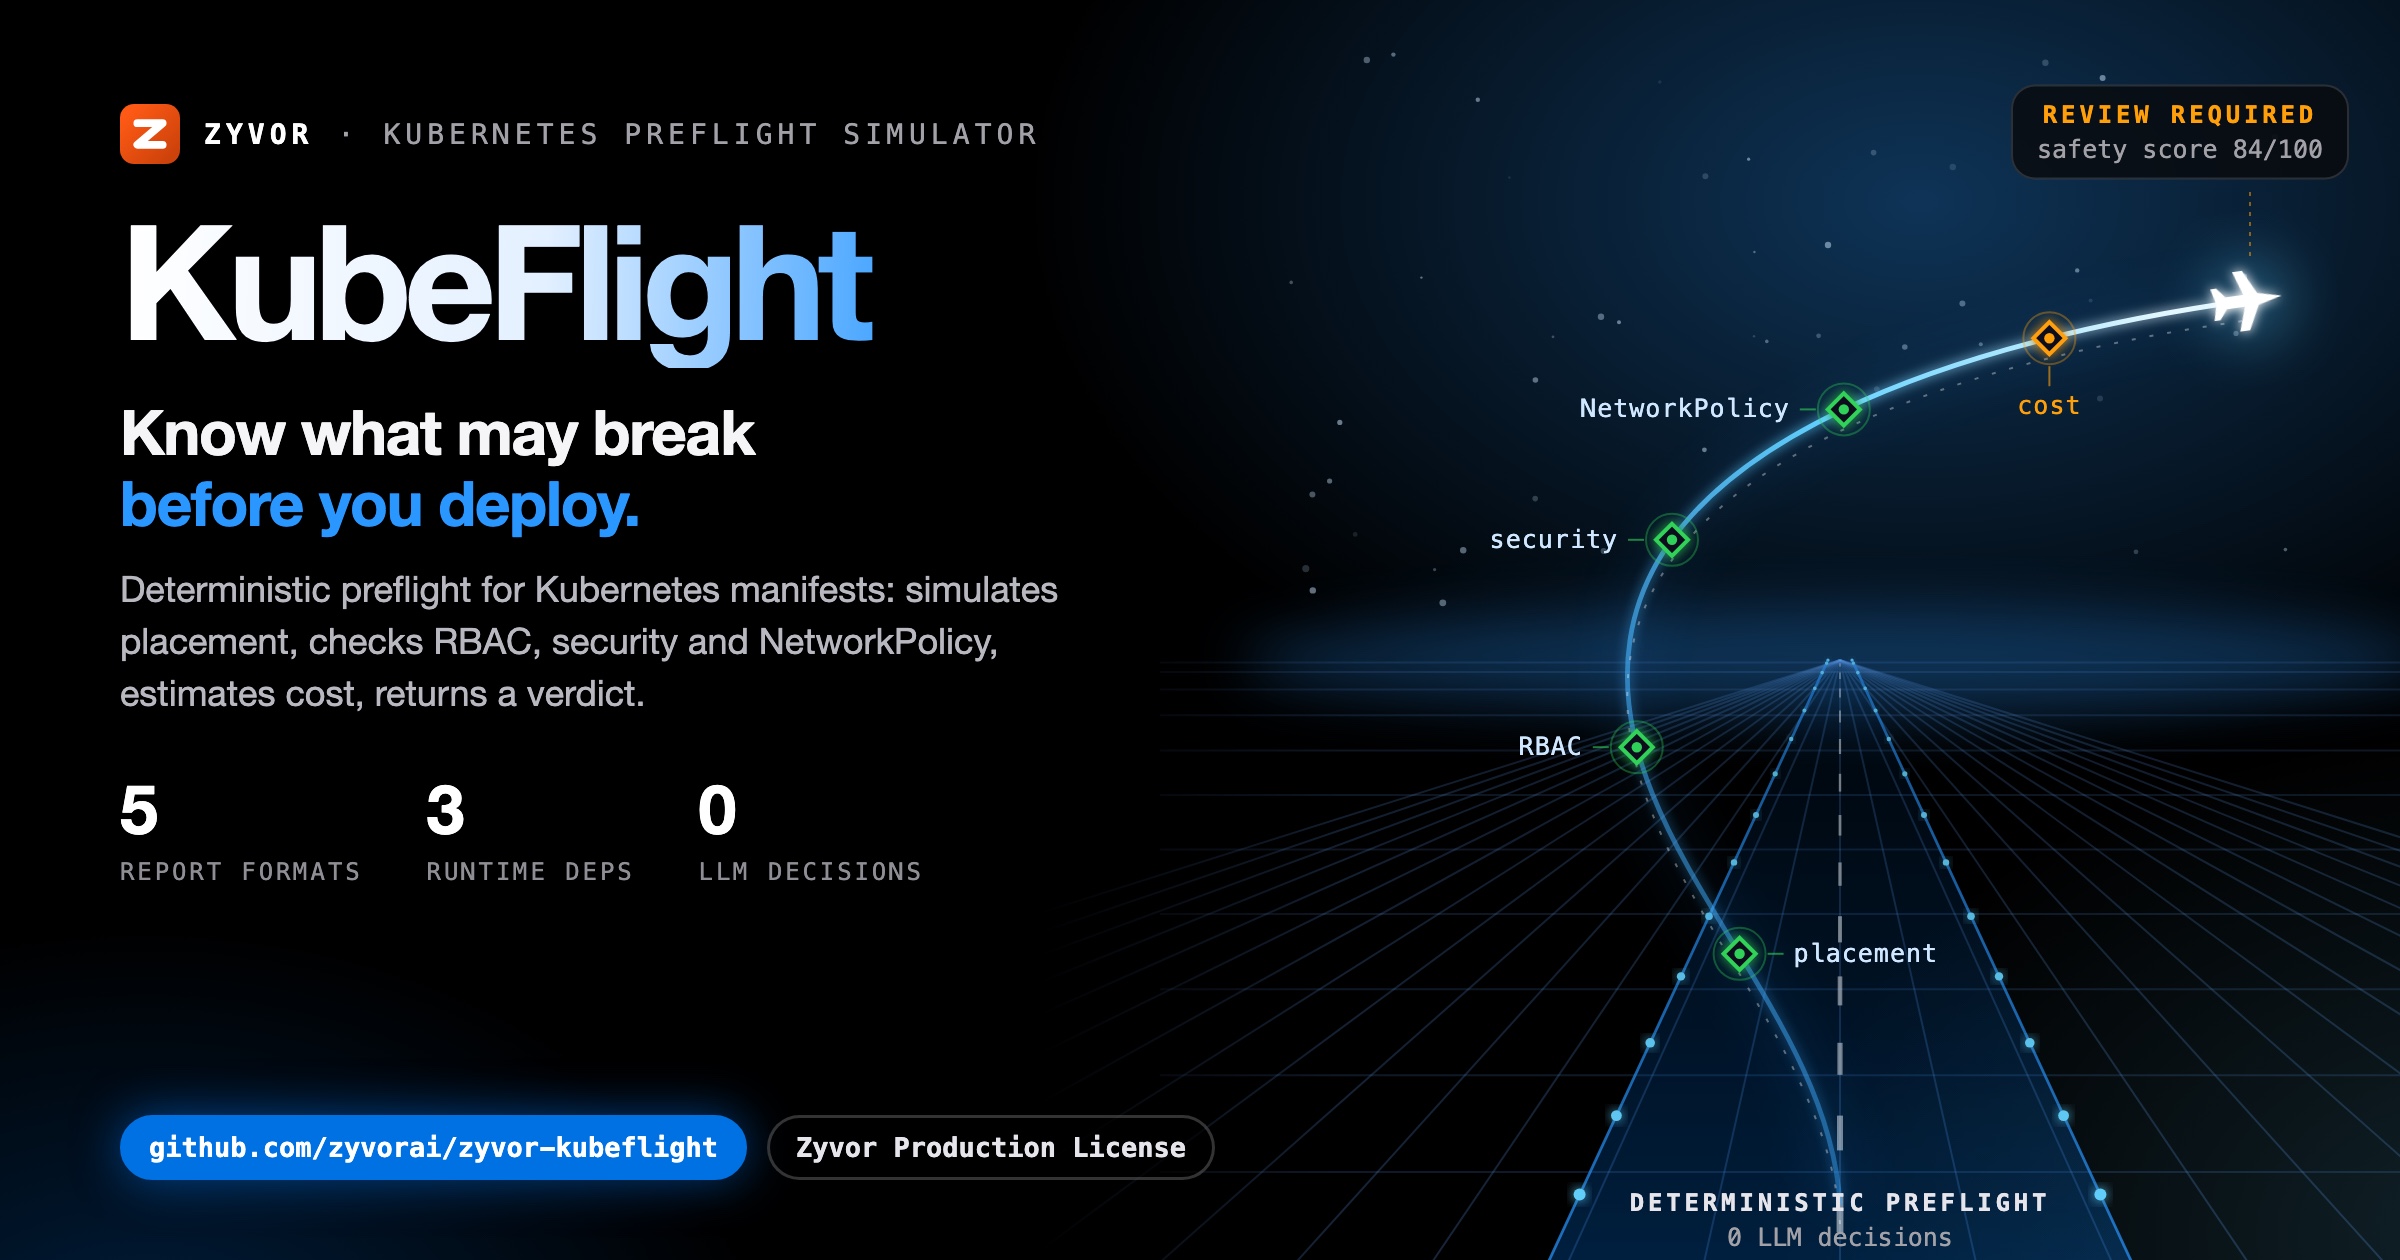 Z ZYVOR · KUBERNETES PREFLIGHT SIMULATOR
KubeFlight
Know what may break
before you deploy.
Deterministic preflight for Kubernetes manifests: simulates
placement, checks RBAC, security and NetworkPolicy,
estimates cost, returns a verdict.
5
REPORT FORMATS
3
RUNTIME DEPS
0
LLM DECISIONS
github.com/zyvorai/zyvor-kubeflight
Zyvor Production License
REVIEW REQUIRED
safety score 84/100
cost
NetworkPolicy
security
RBAC
placement
DETERMINISTIC PREFLIGHT
0 LLM decisions